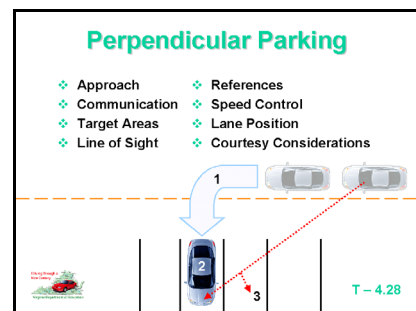 Perpendicular Parking
❖ Approach
❖ Communication
❖ Target Areas
❖ Line of Sight
❖ References
❖ Speed Control
❖ Lane Position
❖ Courtesy Considerations
1
2
3
T – 4.28